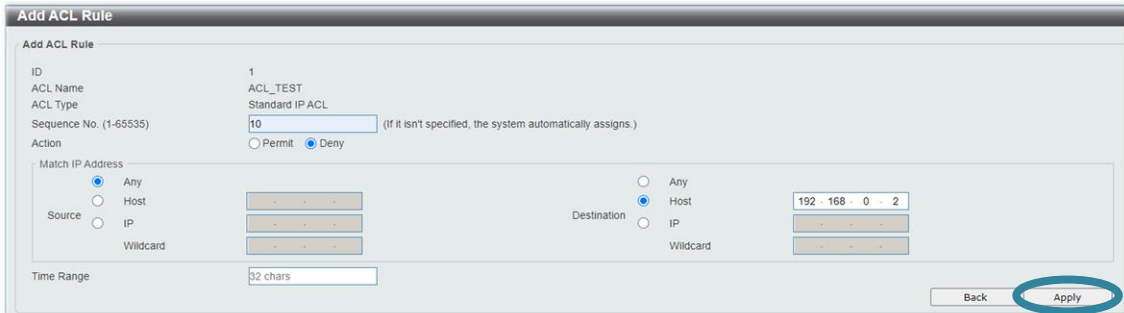 Add ACL Rule
Add ACL Rule
ID 1
ACL Name ACL_TEST
ACL Type Standard IP ACL
Sequence No. (1-65535) 10 (If it isn't specified, the system automatically assigns.)
Action Permit Deny
Match IP Address
Any Any
Host . . . Host 192 . 168 . 0 . 2
Source IP . . . Destination IP . . .
Wildcard . . . Wildcard . . .
Time Range 32 chars
Back Apply